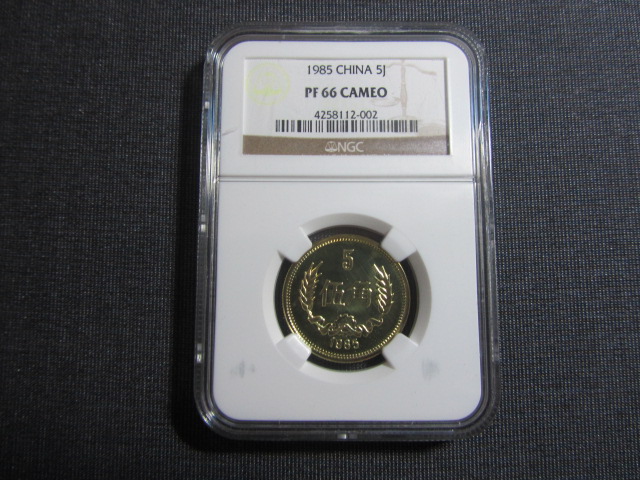 1985 CHINA 5J
PF 66 CAMEO
4258112-002
NGC
5
伍角
1985